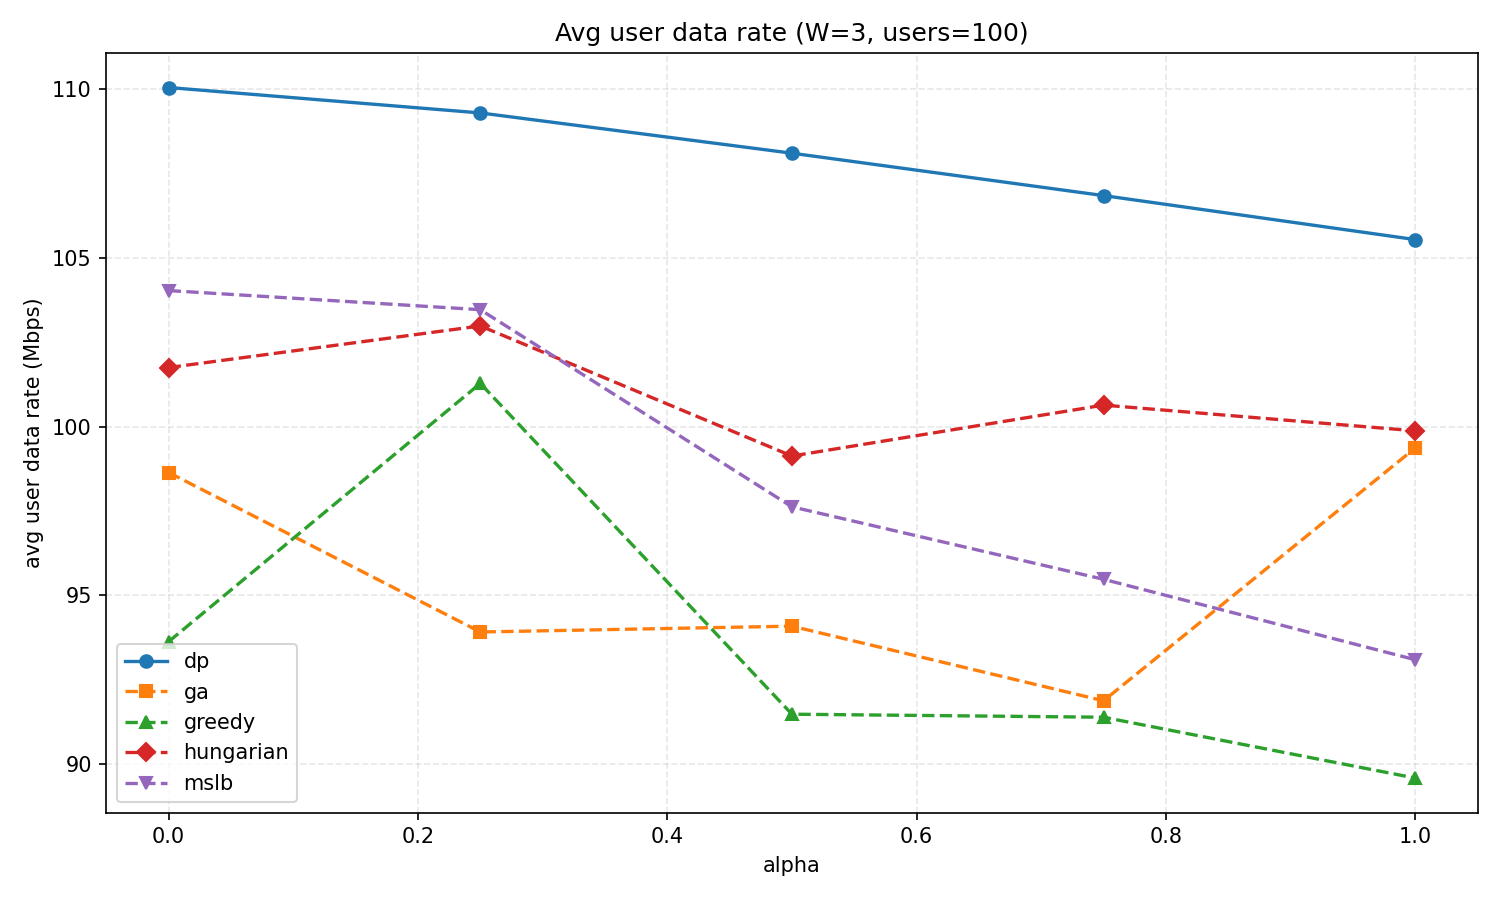 Avg user data rate (W=3, users=100)
avg user data rate (Mbps)
110
105
100
95
90
dp
ga
greedy
hungarian
mslb
0.0 0.2 0.4 0.6 0.8 1.0
alpha